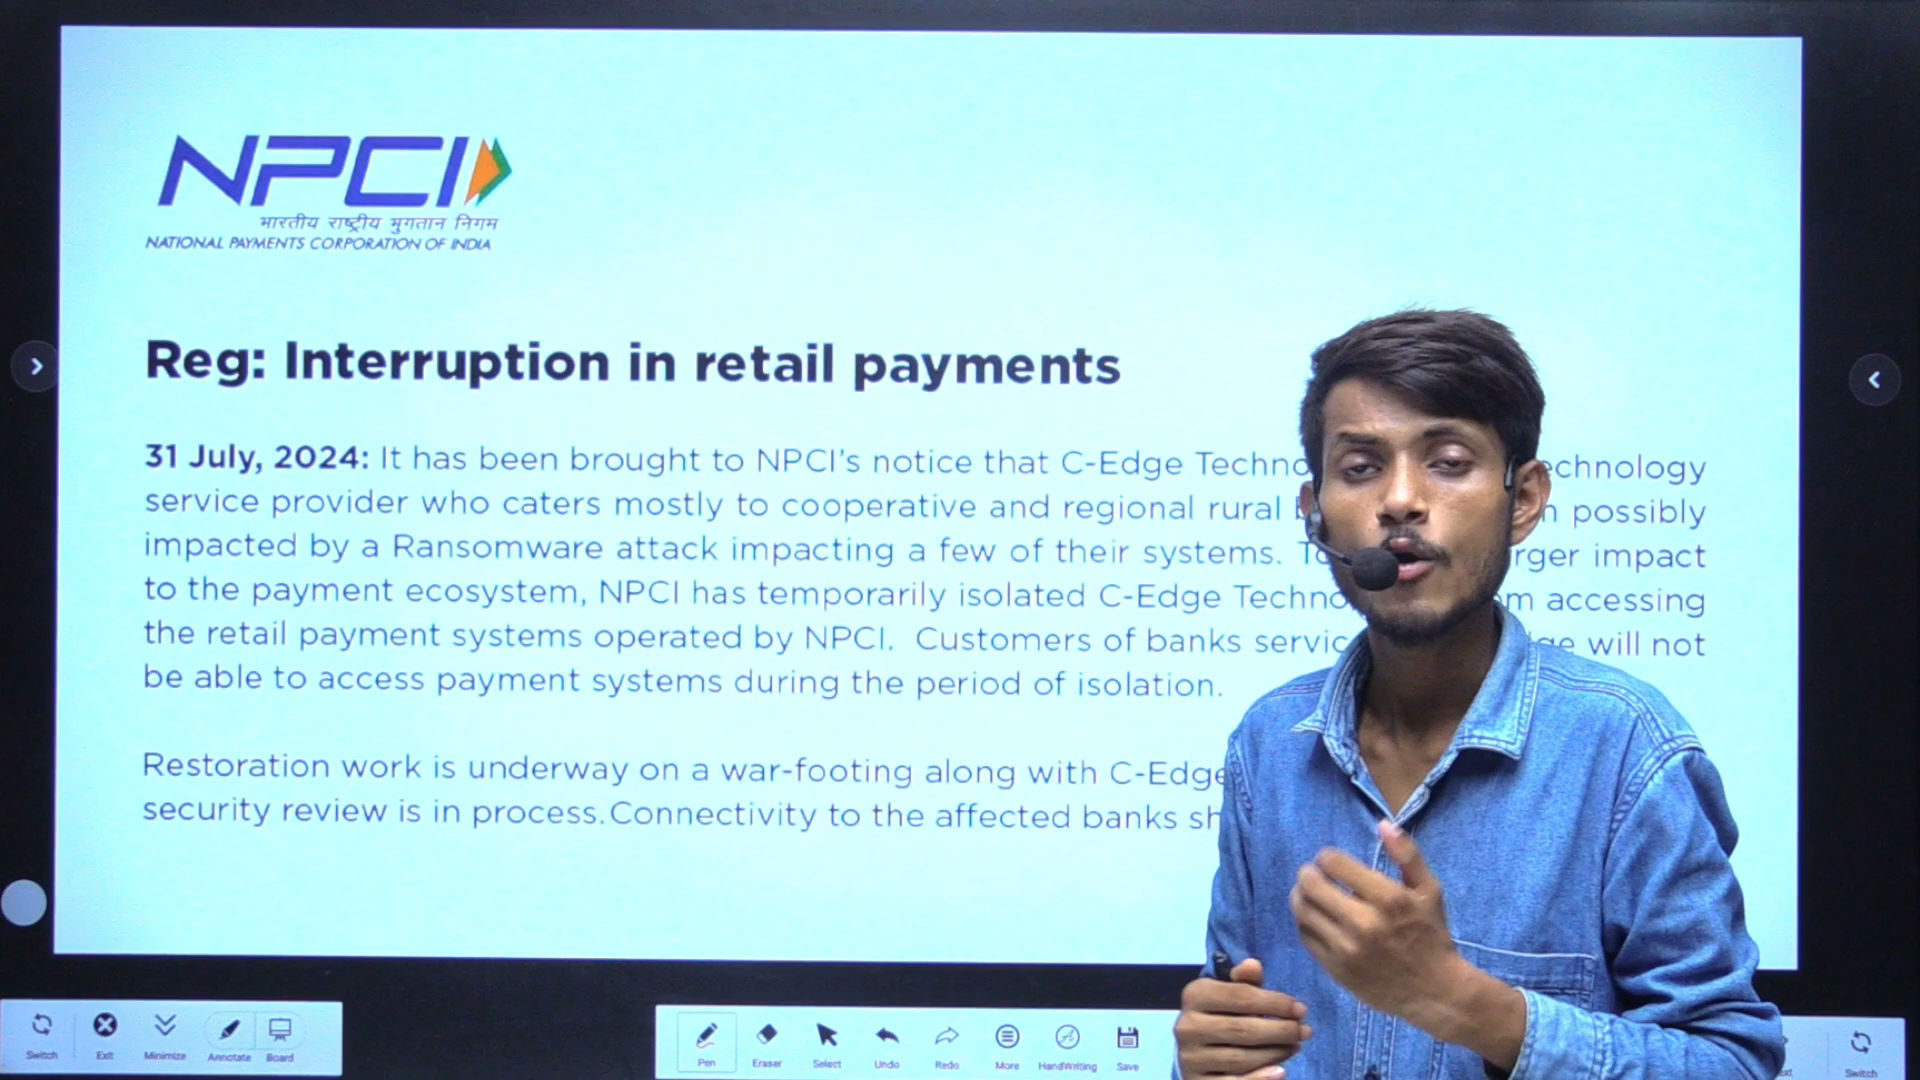 NPCI
भारतीय राष्ट्रीय भुगतान निगम
NATIONAL PAYMENTS CORPORATION OF INDIA
Reg: Interruption in retail payments
31 July, 2024: It has been brought to NPCI's notice that C-Edge
service provider who caters mostly to cooperative and regional rural possibly
impacted by a Ransomware attack impacting a few of their systems. impact
to the payment ecosystem, NPCI has temporarily isolated C-Edge accessing
the retail payment systems operated by NPCI. Customers of banks will not
be able to access payment systems during the period of isolation.
Restoration work is underway on a war-footing along with C-Edge
security review is in process.Connectivity to the affected banks
Switch Exit Minimize Annotate Board Pen Eraser Select Undo Redo More HandWriting Save Switch